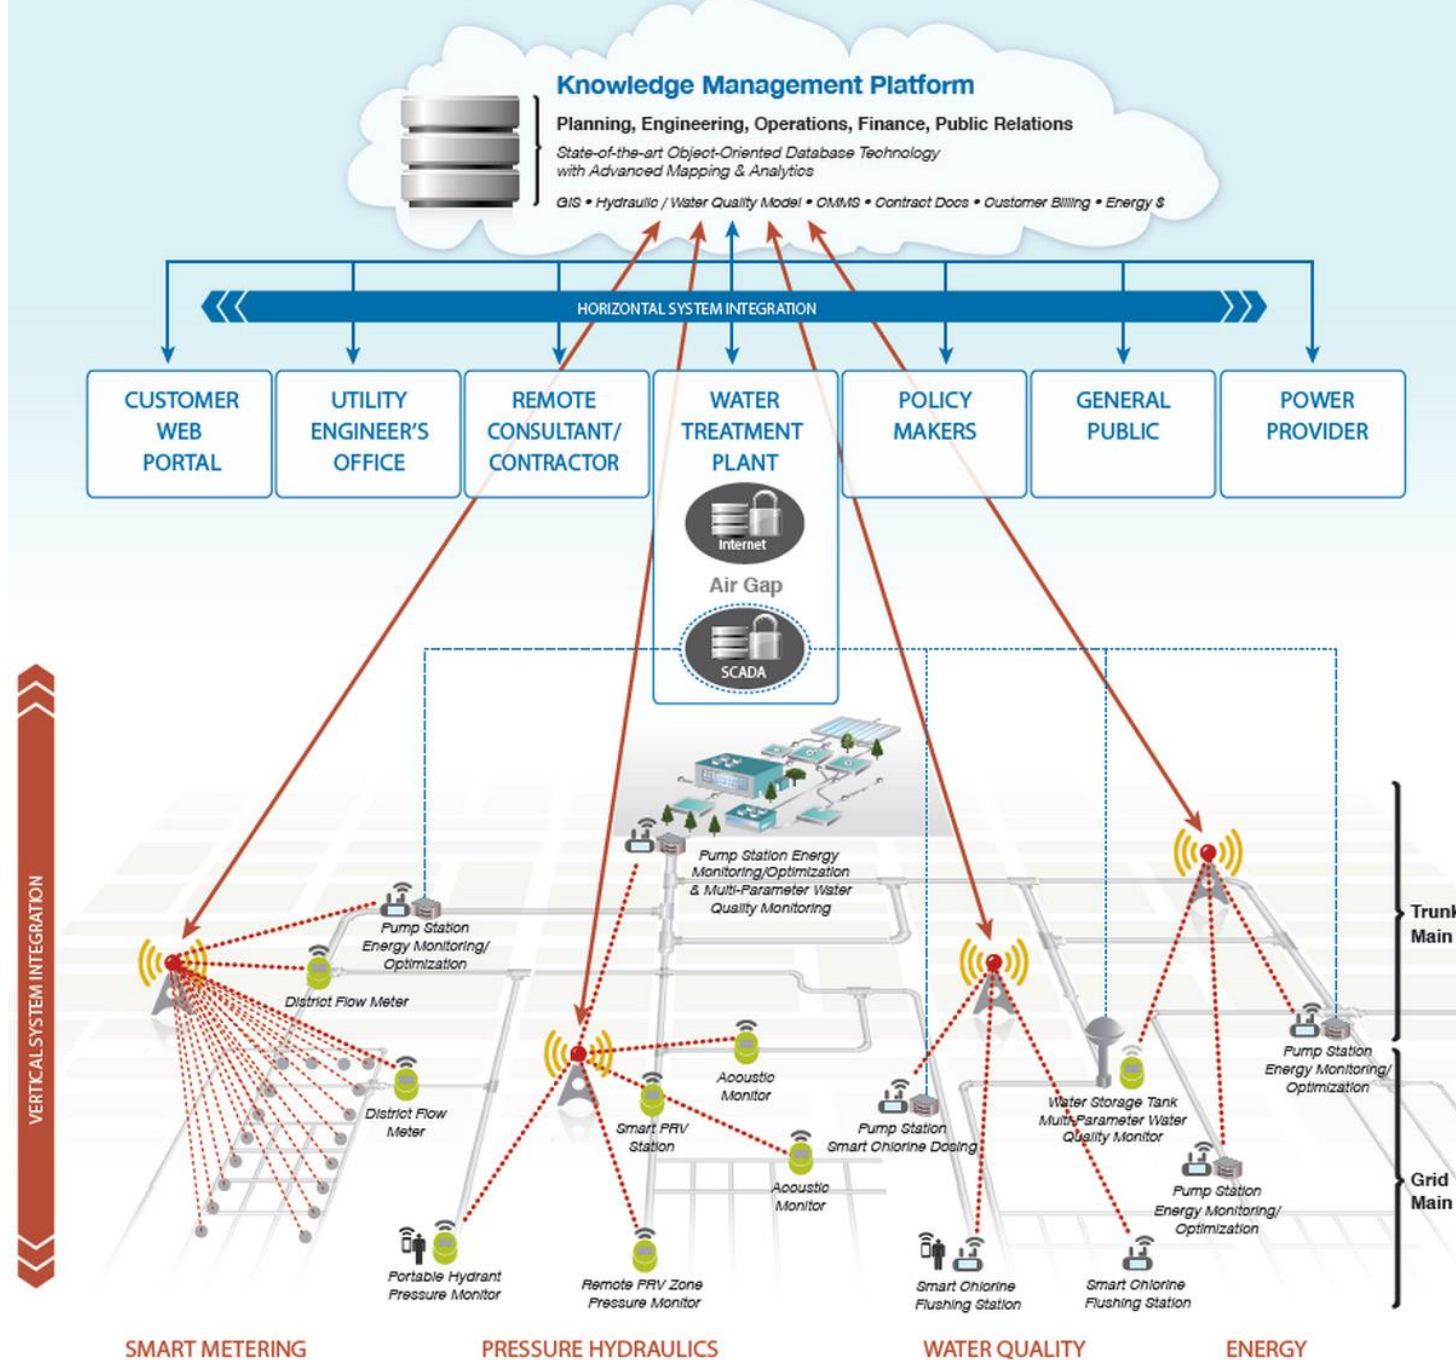 Knowledge Management Platform
Planning, Engineering, Operations, Finance, Public Relations
State-of-the-art Object-Oriented Database Technology
with Advanced Mapping & Analytics
GIS • Hydraulic / Water Quality Model • CMMS • Contract Docs • Customer Billing • Energy $
HORIZONTAL SYSTEM INTEGRATION
CUSTOMER
WEB
PORTAL
UTILITY
ENGINEER'S
OFFICE
REMOTE
CONSULTANT/
CONTRACTOR
WATER
TREATMENT
PLANT
Internet
Air Gap
SCADA
POLICY
MAKERS
GENERAL
PUBLIC
POWER
PROVIDER
VERTICAL SYSTEM INTEGRATION
Pump Station Energy
Monitoring/Optimization
& Multi-Parameter Water
Quality Monitoring
Pump Station
Energy Monitoring/
Optimization
District Flow Meter
District Flow
Meter
Acoustic
Monitor
Smart PRV
Station
Acoustic
Monitor
Portable Hydrant
Pressure Monitor
Remote PRV Zone
Pressure Monitor
Pump Station
Smart Chlorine Dosing
Water Storage Tank
Multi-Parameter Water
Quality Monitor
Pump Station
Energy Monitoring/
Optimization
Pump Station
Energy Monitoring/
Optimization
Smart Chlorine
Flushing Station
Smart Chlorine
Flushing Station
Trunk
Main
Grid
Main
SMART METERING
PRESSURE HYDRAULICS
WATER QUALITY
ENERGY